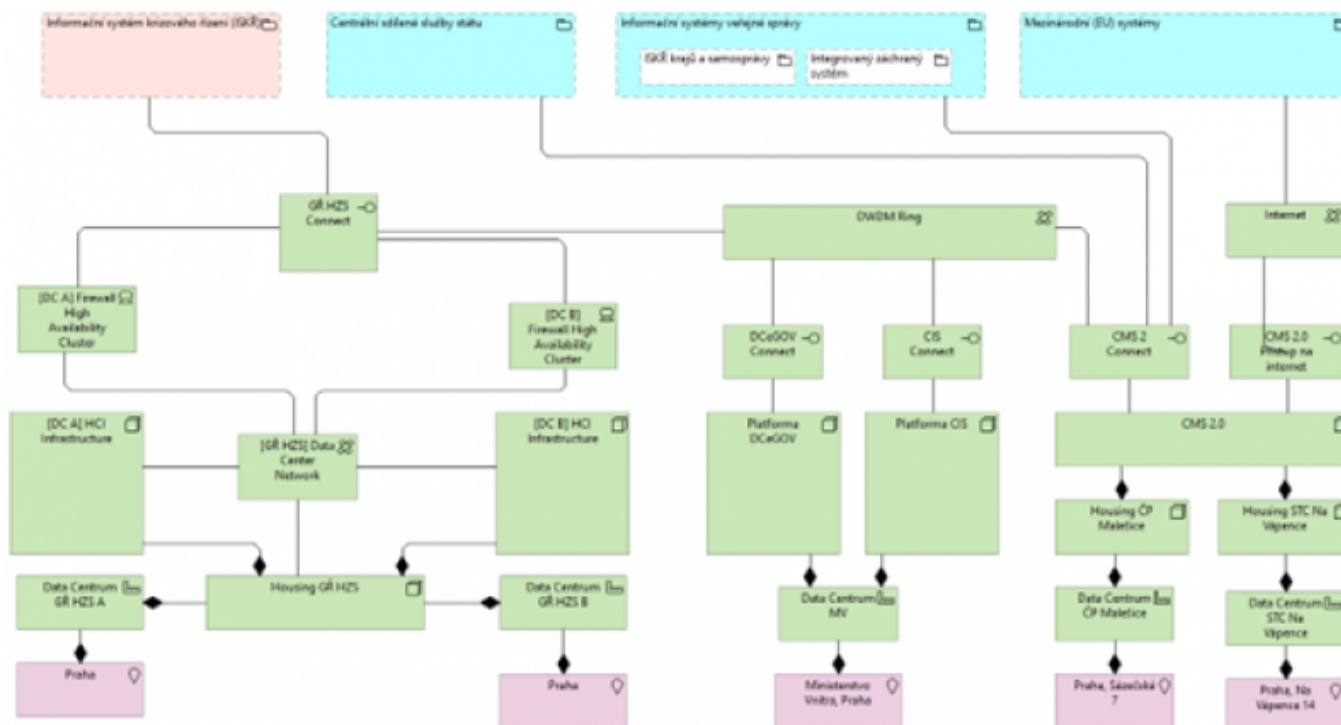 Informační systém krizového řízení (ISKŘ)
Centrální sdílené služby státu
Informační systémy veřejné správy
ISKŘ krajů a samosprávy
Integrovaný záchraný
systém
Mezinárodní (EU) systémy
GŘ HZS
Connect
DWDM Ring
Internet
[DC A] Firewall
High
Availability
Cluster
[DC B]
Firewall High
Availability
Cluster
DCeGOV
Connect
CIS
Connect
CMS 2
Connect
CMS 2.0
Přístup na
internet
[DC A] HCI
Infrastructure
[GŘ HZS] Data
Center
Network
[DC B] HCI
Infrastructure
Platforma
DCeGOV
Platforma CIS
CMS 2.0
Housing ČP
Malešice
Housing STC Na
Vápence
Data Centrum
GŘ HZS A
Housing GŘ HZS
Data Centrum
GŘ HZS B
Data Centrum
MV
Data Centrum
ČP Malešice
Data Centrum
STC Na
Vápence
Praha
Praha
Ministerstvo
Vnitra, Praha
Praha, Sázečská
7
Praha, Na
Vápence 14